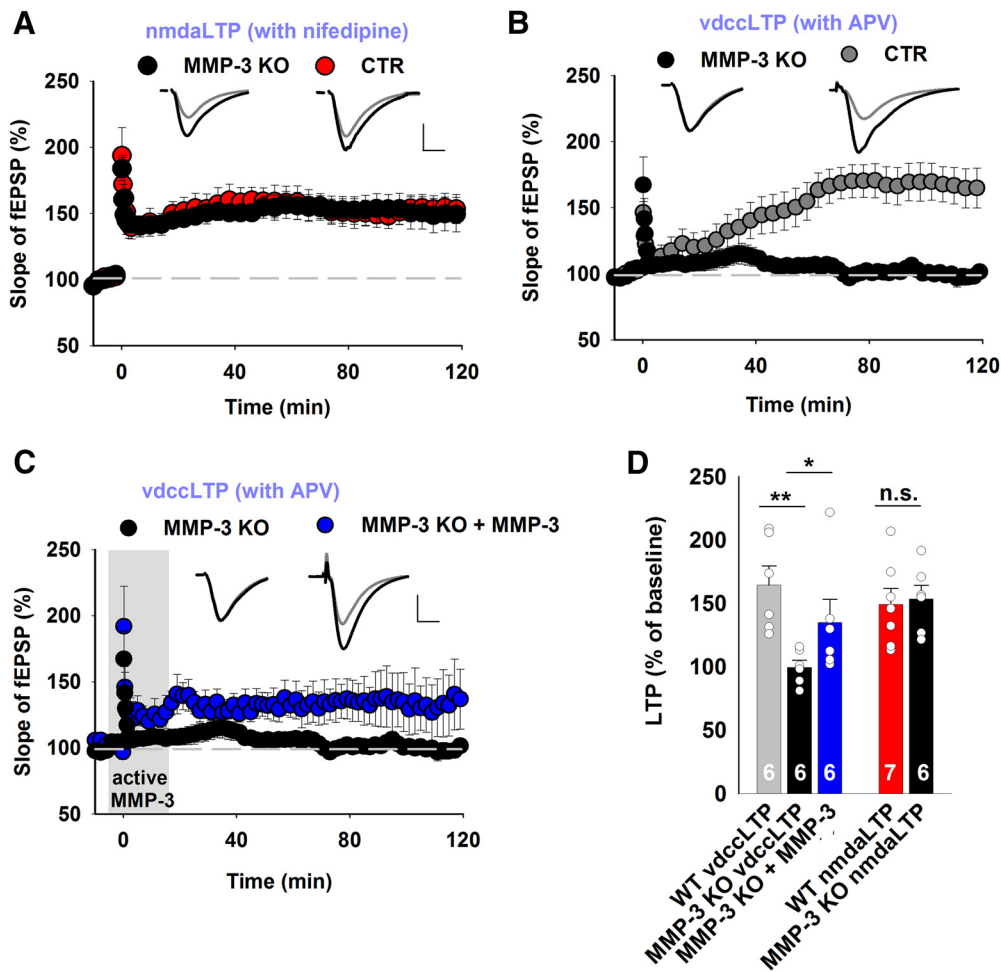 A
nmdaLTP (with nifedipine)
MMP-3 KO CTR
250
200
150
100
50
Slope of fEPSP (%)
0 40 80 120
Time (min)
B
vdccLTP (with APV)
MMP-3 KO CTR
250
200
150
100
50
Slope of fEPSP (%)
0 40 80 120
Time (min)
C
vdccLTP (with APV)
MMP-3 KO MMP-3 KO + MMP-3
250
200
150
100
50
Slope of fEPSP (%)
active
MMP-3
0 40 80 120
Time (min)
D
250
200
150
100
50
0
LTP (% of baseline)
*
** n.s.
6 6 6 7 6
WT vdccLTP
MMP-3 KO vdccLTP
MMP-3 KO + MMP-3
WT nmdaLTP
MMP-3 KO nmdaLTP